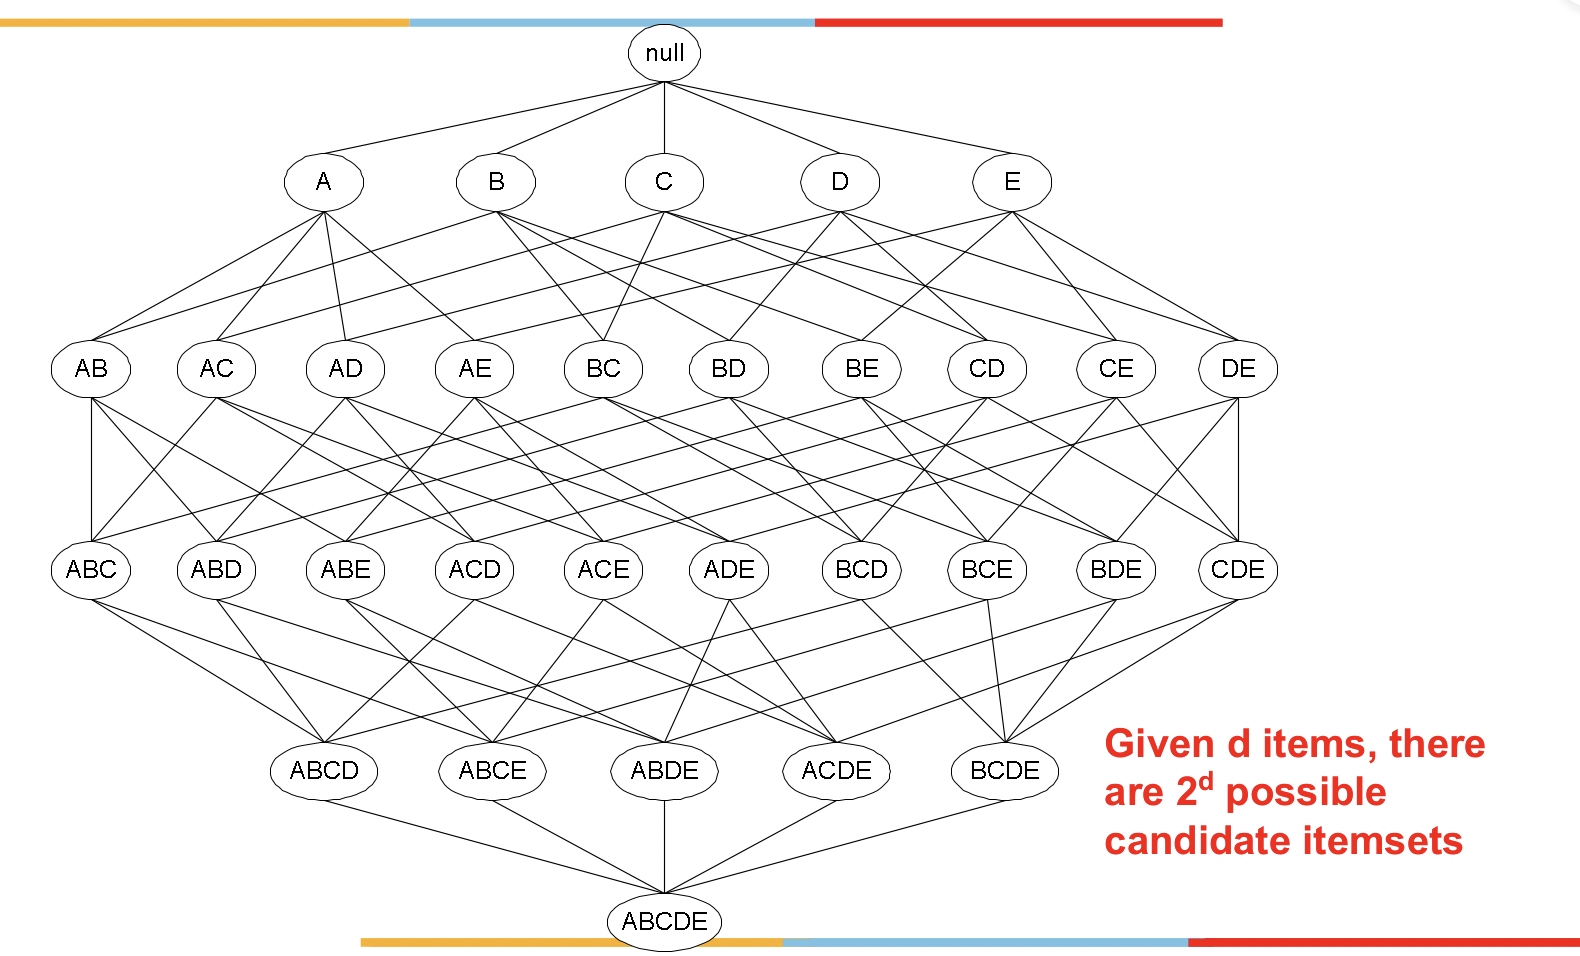 null
A B C D E
AB AC AD AE BC BD BE CD CE DE
ABC ABD ABE ACD ACE ADE BCD BCE BDE CDE
ABCD ABCE ABDE ACDE BCDE
Given d items, there
are 2ᵈ possible
candidate itemsets
ABCDE